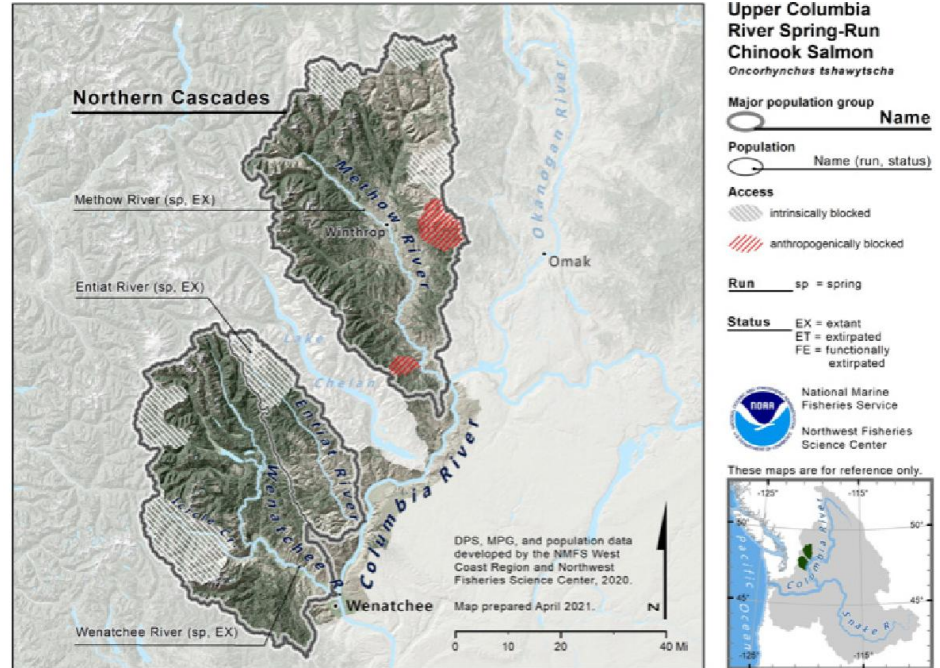 Upper Columbia
River Spring-Run
Chinook Salmon
Oncorhynchus tshawytscha
Major population group
Name
Population
Name (run, status)
Access
intrinsically blocked
anthropogenically blocked
Run
sp = spring
Status
EX = extant
ET = extirpated
FE = functionally
extirpated
NOAA
National Marine
Fisheries Service
Northwest Fisheries
Science Center
These maps are for reference only.
-125°
-115°
50°
50°
45°
45°
-125°
-115°
Pacific Ocean
Columbia River
Snake R
Northern Cascades
Methow River (sp, EX)
Methow River
Winthrop
Okanogan River
Omak
Entiat River (sp, EX)
Lake
Chelan
Entiat River
Wenatchee R
Columbia River
Wenatchee
Wenatchee River (sp, EX)
DPS, MPG, and population data
developed by the NMFS West
Coast Region and Northwest
Fisheries Science Center, 2020.
Map prepared April 2021.
N
0
10
20
40 Mi